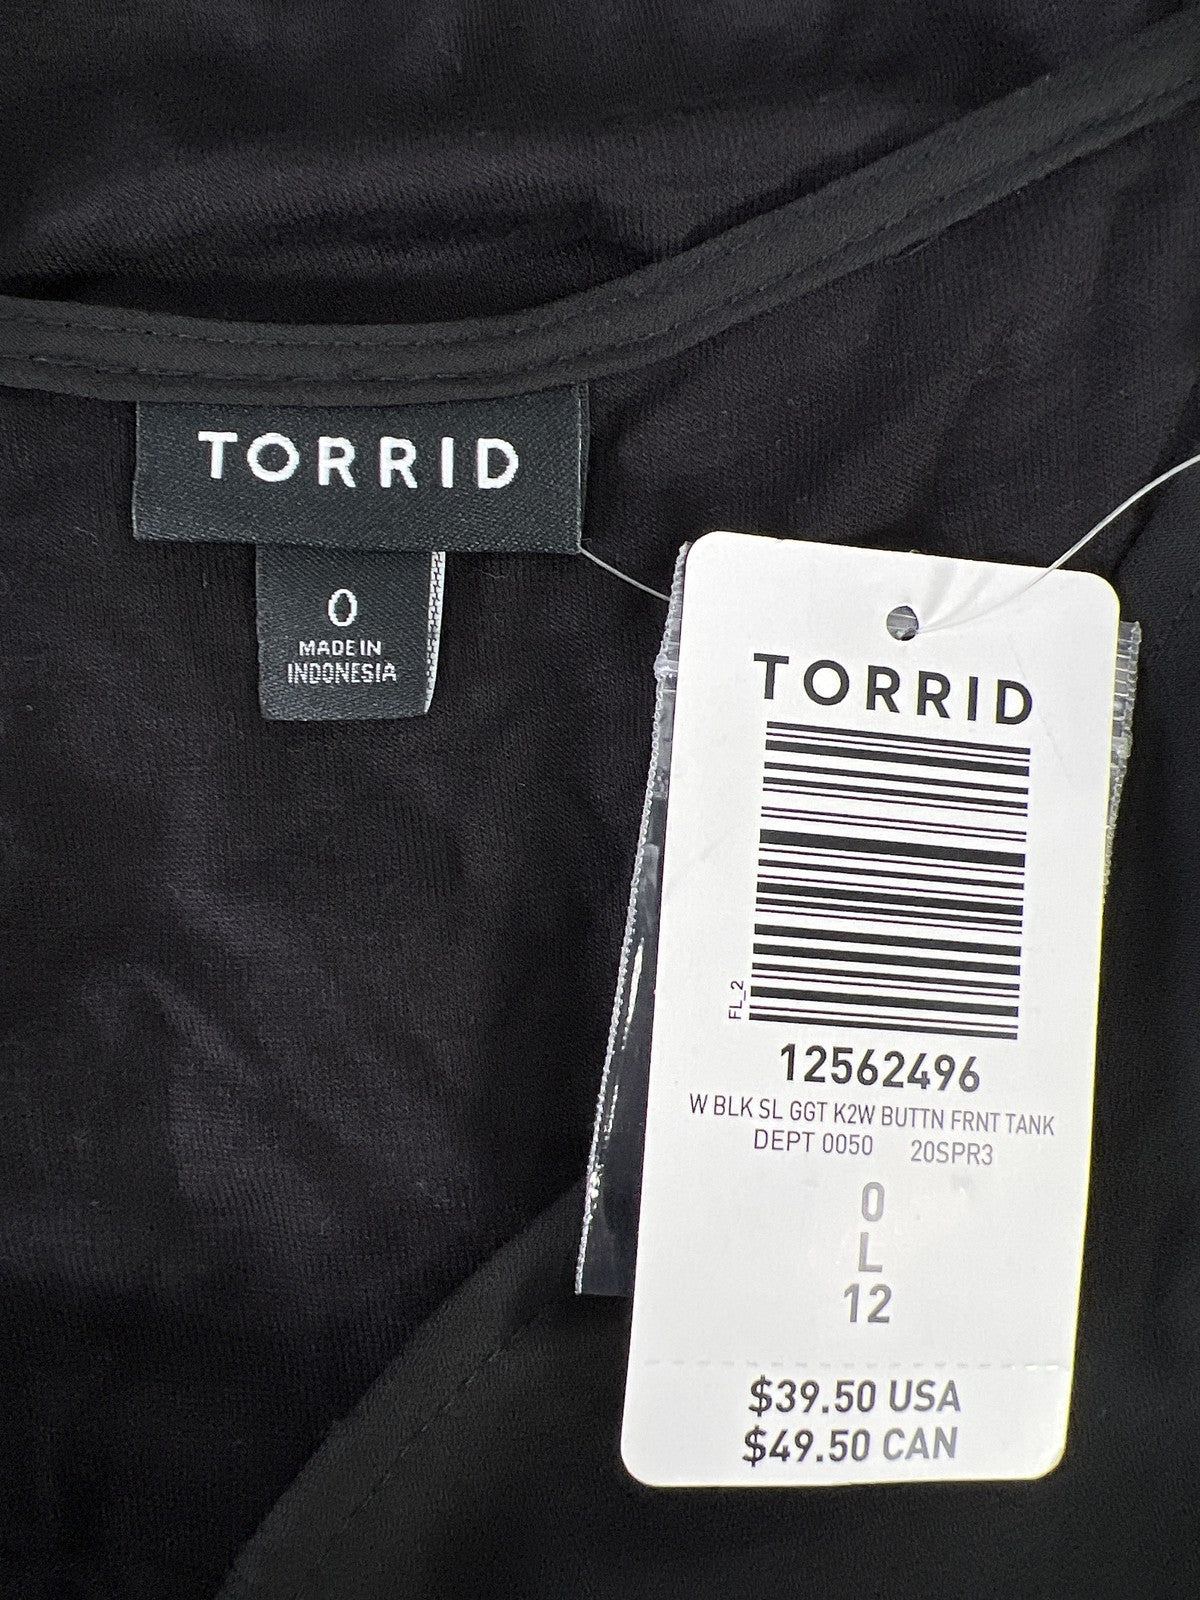 TORRID
0
MADE IN
INDONESIA
TORRID
FL_2
12562496
W BLK SL GGT K2W BUTTN FRNT TANK
DEPT 0050 20SPR3
0
L
12
$39.50 USA
$49.50 CAN